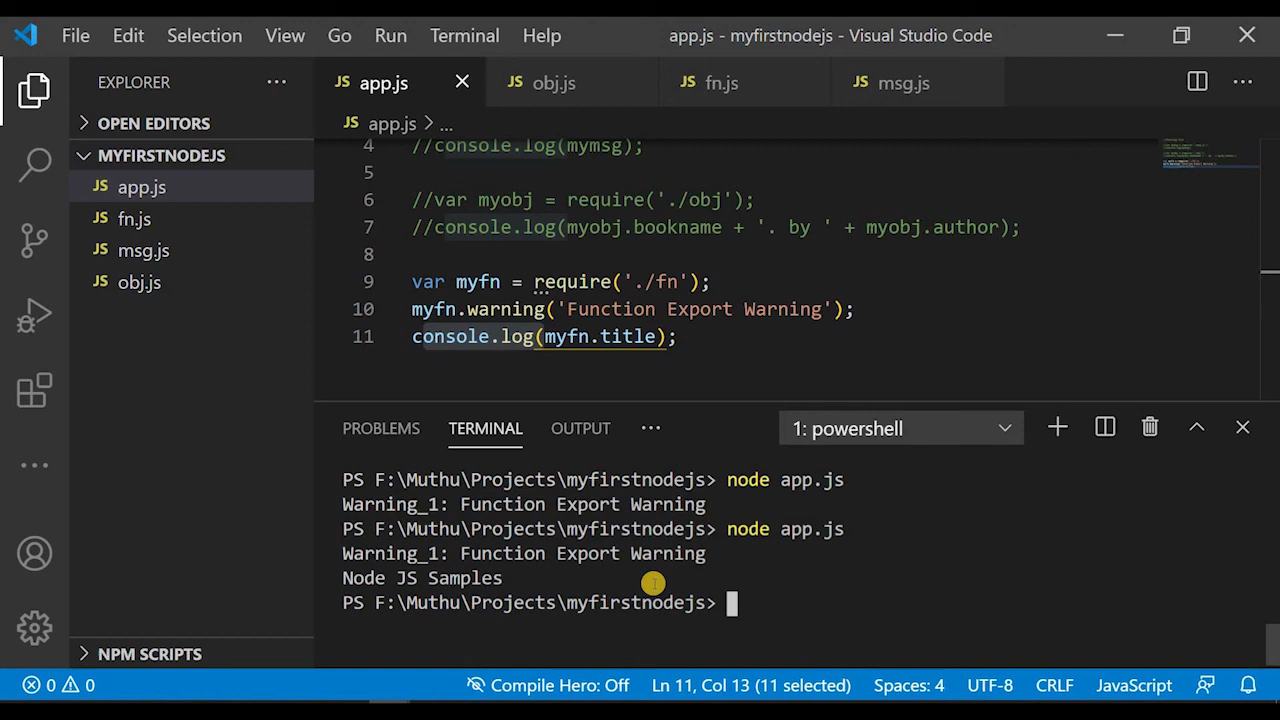 File Edit Selection View Go Run Terminal Help app.js - myfirstnodejs - Visual Studio Code
EXPLORER ...
JS app.js JS obj.js JS fn.js JS msg.js ...
OPEN EDITORS
JS app.js > ...
MYFIRSTNODEJS
JS app.js
JS fn.js
JS msg.js
JS obj.js
4 //console.log(mymsg);
5
6 //var myobj = require('./obj');
7 //console.log(myobj.bookname + '. by ' + myobj.author);
8
9 var myfn = require('./fn');
10 myfn.warning('Function Export Warning');
11 console.log(myfn.title);
PROBLEMS TERMINAL OUTPUT ... 1: powershell
PS F:\Muthu\Projects\myfirstnodejs> node app.js
Warning_1: Function Export Warning
PS F:\Muthu\Projects\myfirstnodejs> node app.js
Warning_1: Function Export Warning
Node JS Samples
PS F:\Muthu\Projects\myfirstnodejs>
NPM SCRIPTS
0 0 Compile Hero: Off Ln 11, Col 13 (11 selected) Spaces: 4 UTF-8 CRLF JavaScript